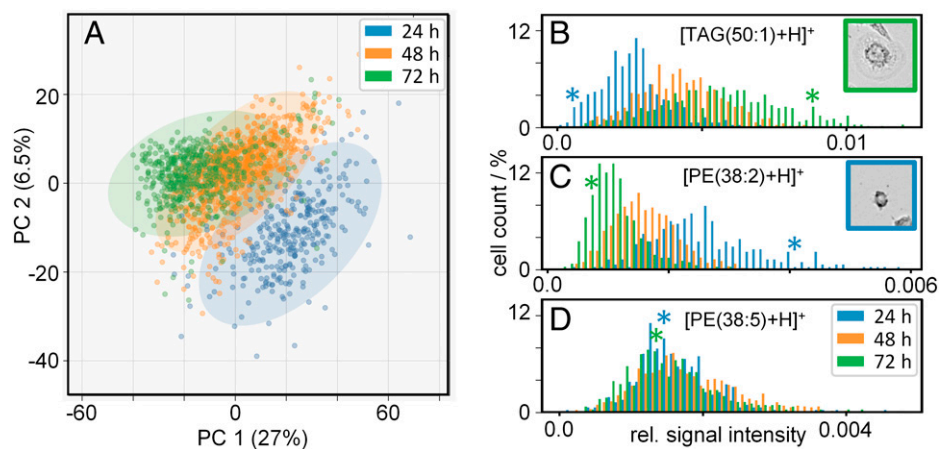 A
24 h
48 h
72 h
20
0
-20
-40
-60
0
60
PC 1 (27%)
PC 2 (6.5%)
B
[TAG(50:1)+H]⁺
12
0
*
*
0.0
0.01
C
[PE(38:2)+H]⁺
12
0
*
*
0.0
0.006
cell count / %
D
[PE(38:5)+H]⁺
12
0
*
*
24 h
48 h
72 h
0.0
0.004
rel. signal intensity